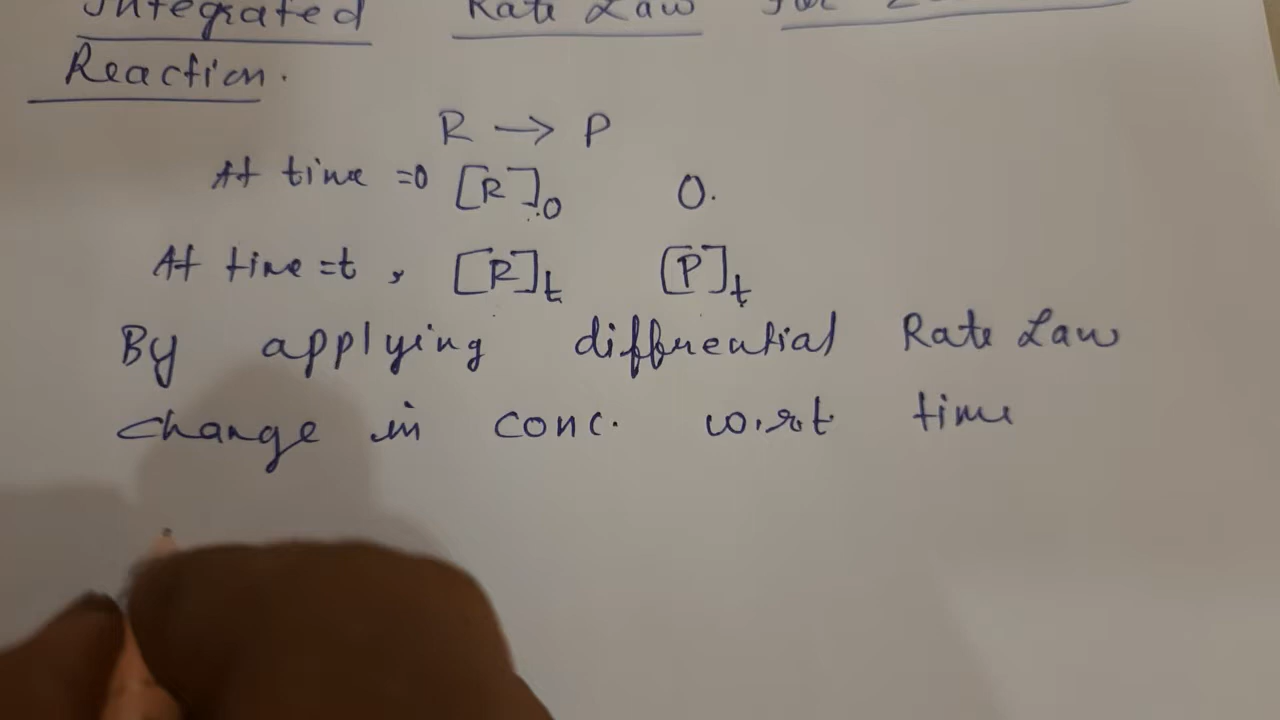 Integrated Rate Law for
Reaction.
R → P
At time =0 [R]₀ 0.
At time =t , [R]t [P]t
By applying differential Rate Law
change in conc. w.r.t. time